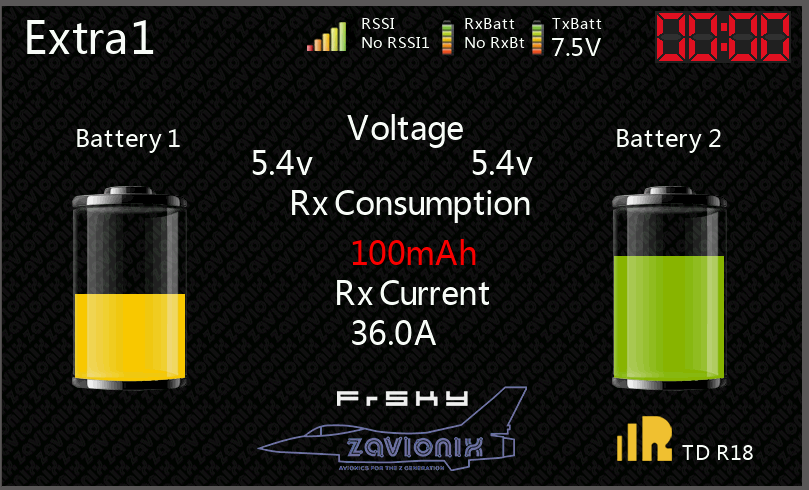 Extra1
RSSI
No RSSI1
RxBatt
No RxBt
TxBatt
7.5V
00:00
Battery 1
Voltage
Battery 2
5.4v 5.4v
Rx Consumption
100mAh
Rx Current
36.0A
FrSKY
zavionix
AVIONICS FOR THE Z GENERATION
R TD R18